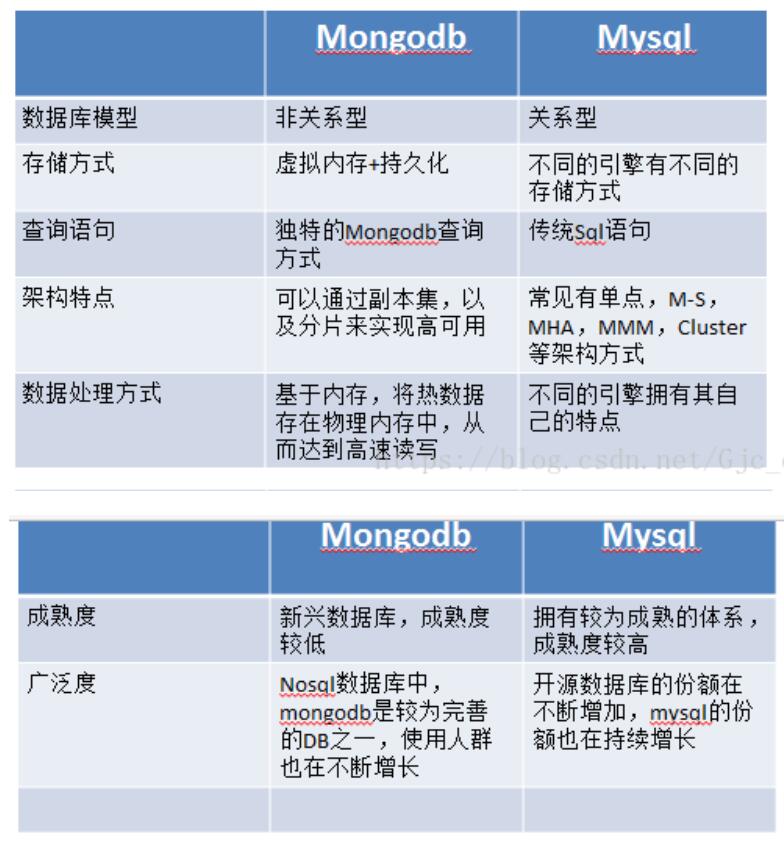 Mongodb Mysql
数据库模型 非关系型 关系型
存储方式 虚拟内存+持久化 不同的引擎有不同的
存储方式
查询语句 独特的Mongodb查询 传统Sql语句
方式
架构特点 可以通过副本集，以 常见有单点，M-S，
及分片来实现高可用 MHA，MMM，Cluster
等架构方式
数据处理方式 基于内存，将热数据 不同的引擎拥有其自
存在物理内存中，从 己的特点
而达到高速读写
https://blog.csdn.net/Gjc_
Mongodb Mysql
成熟度 新兴数据库，成熟度 拥有较为成熟的体系，
较低 成熟度较高
广泛度 Nosql数据库中， 开源数据库的份额在
mongodb是较为完善 不断增加，mysql的份
的DB之一，使用人群 额也在持续增长
也在不断增长